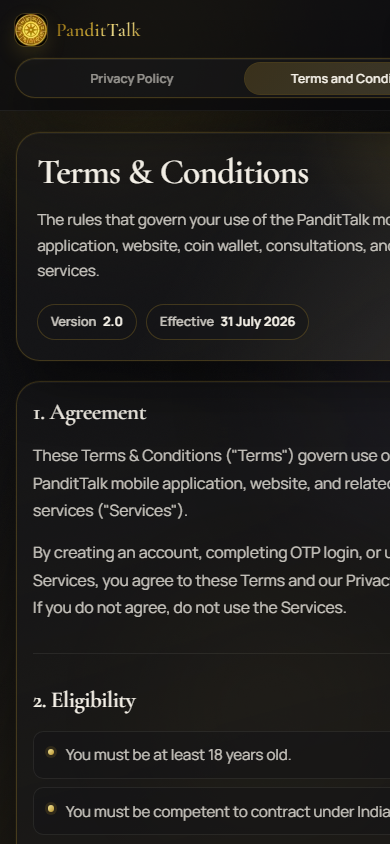 PanditTalk
Privacy Policy
Terms and Condi
Terms & Conditions
The rules that govern your use of the PanditTalk mo
application, website, coin wallet, consultations, and
services.
Version 2.0
Effective 31 July 2026
1. Agreement
These Terms & Conditions ("Terms") govern use o
PanditTalk mobile application, website, and related
services ("Services").
By creating an account, completing OTP login, or u
Services, you agree to these Terms and our Privac
If you do not agree, do not use the Services.
2. Eligibility
You must be at least 18 years old.
You must be competent to contract under India